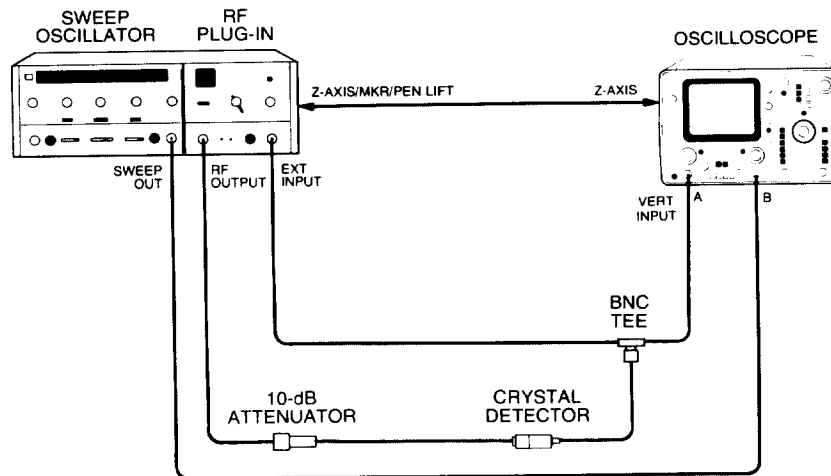 SWEEP
OSCILLATOR
RF
PLUG-IN
OSCILLOSCOPE
Z-AXIS/MKR/PEN LIFT
Z-AXIS
SWEEP
OUT
RF
OUTPUT
EXT
INPUT
VERT
INPUT
A
B
BNC
TEE
10-dB
ATTENUATOR
CRYSTAL
DETECTOR